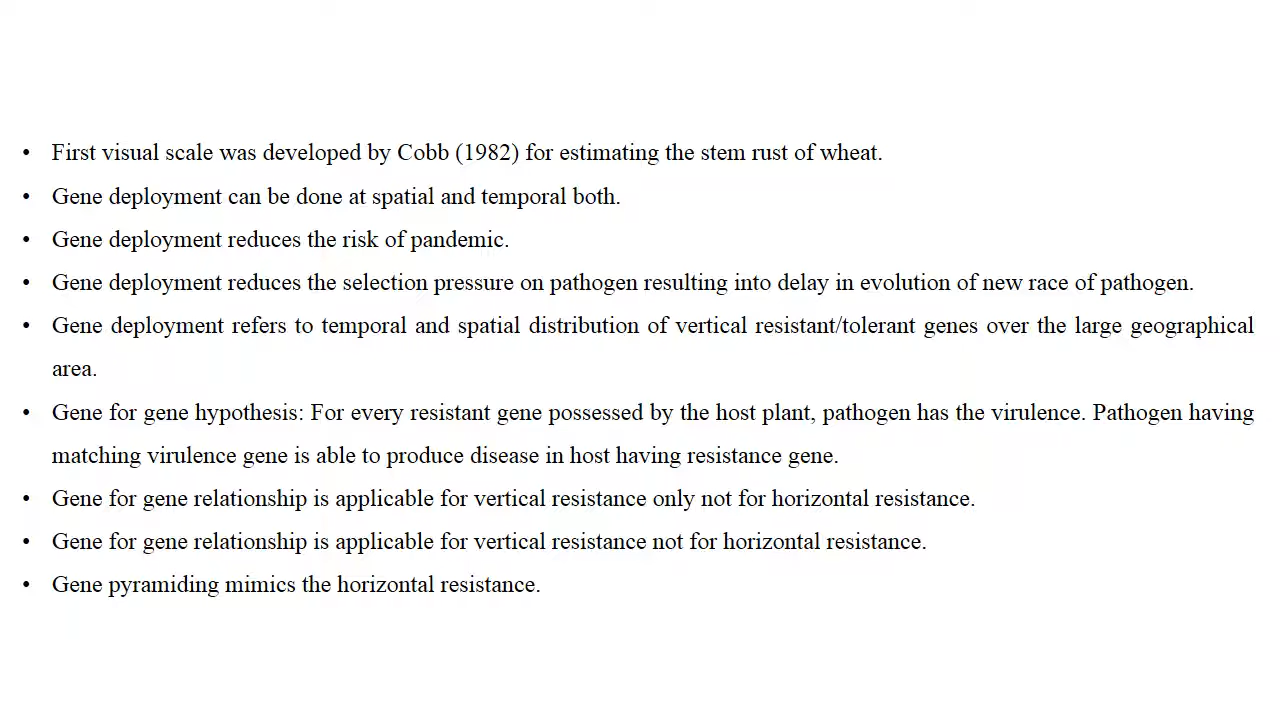 • First visual scale was developed by Cobb (1982) for estimating the stem rust of wheat.
• Gene deployment can be done at spatial and temporal both.
• Gene deployment reduces the risk of pandemic.
• Gene deployment reduces the selection pressure on pathogen resulting into delay in evolution of new race of pathogen.
• Gene deployment refers to temporal and spatial distribution of vertical resistant/tolerant genes over the large geographical
area.
• Gene for gene hypothesis: For every resistant gene possessed by the host plant, pathogen has the virulence. Pathogen having
matching virulence gene is able to produce disease in host having resistance gene.
• Gene for gene relationship is applicable for vertical resistance only not for horizontal resistance.
• Gene for gene relationship is applicable for vertical resistance not for horizontal resistance.
• Gene pyramiding mimics the horizontal resistance.